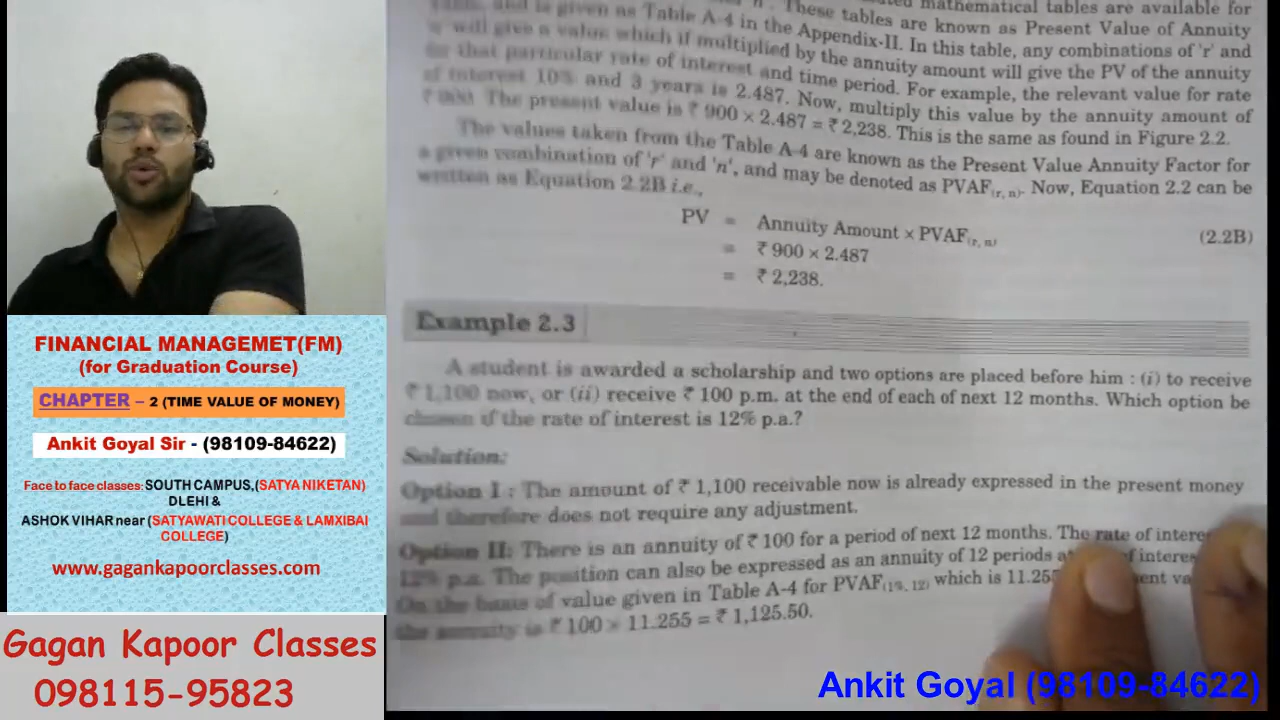 FINANCIAL MANAGEMET(FM)
(for Graduation Course)
CHAPTER – 2 (TIME VALUE OF MONEY)
Ankit Goyal Sir - (98109-84622)
Face to face classes: SOUTH CAMPUS,(SATYA NIKETAN)
DLEHI &
ASHOK VIHAR near (SATYAWATI COLLEGE & LAMXIBAI
COLLEGE)
www.gagankapoorclasses.com
Gagan Kapoor Classes
098115-95823
mathematical tables are available for
These tables are known as Present Value of Annuity
and is given as Table A-4 in the Appendix-II. In this table, any combinations of 'r' and
will give a value which if multiplied by the annuity amount will give the PV of the annuity
for that particular rate of interest and time period. For example, the relevant value for rate
of interest 10% and 3 years is 2.487. Now, multiply this value by the annuity amount of
₹ 900. The present value is ₹ 900 × 2.487 = ₹ 2,238. This is the same as found in Figure 2.2.
The values taken from the Table A-4 are known as the Present Value Annuity Factor for
a given combination of 'r' and 'n', and may be denoted as PVAF(r, n). Now, Equation 2.2 can be
written as Equation 2.2B i.e.,
PV = Annuity Amount × PVAF(r, n) (2.2B)
= ₹ 900 × 2.487
= ₹ 2,238.
Example 2.3
A student is awarded a scholarship and two options are placed before him : (i) to receive
₹ 1,100 now, or (ii) receive ₹ 100 p.m. at the end of each of next 12 months. Which option be
chosen if the rate of interest is 12% p.a.?
Solution:
Option I : The amount of ₹ 1,100 receivable now is already expressed in the present money
and therefore does not require any adjustment.
Option II: There is an annuity of ₹ 100 for a period of next 12 months. The rate of
12% p.a. The position can also be expressed as an annuity of 12 periods
On the basis of value given in Table A-4 for PVAF(1%, 12) which is 11.255
the annuity is ₹ 100 × 11.255 = ₹ 1,125.50.
Ankit Goyal (98109-84622)